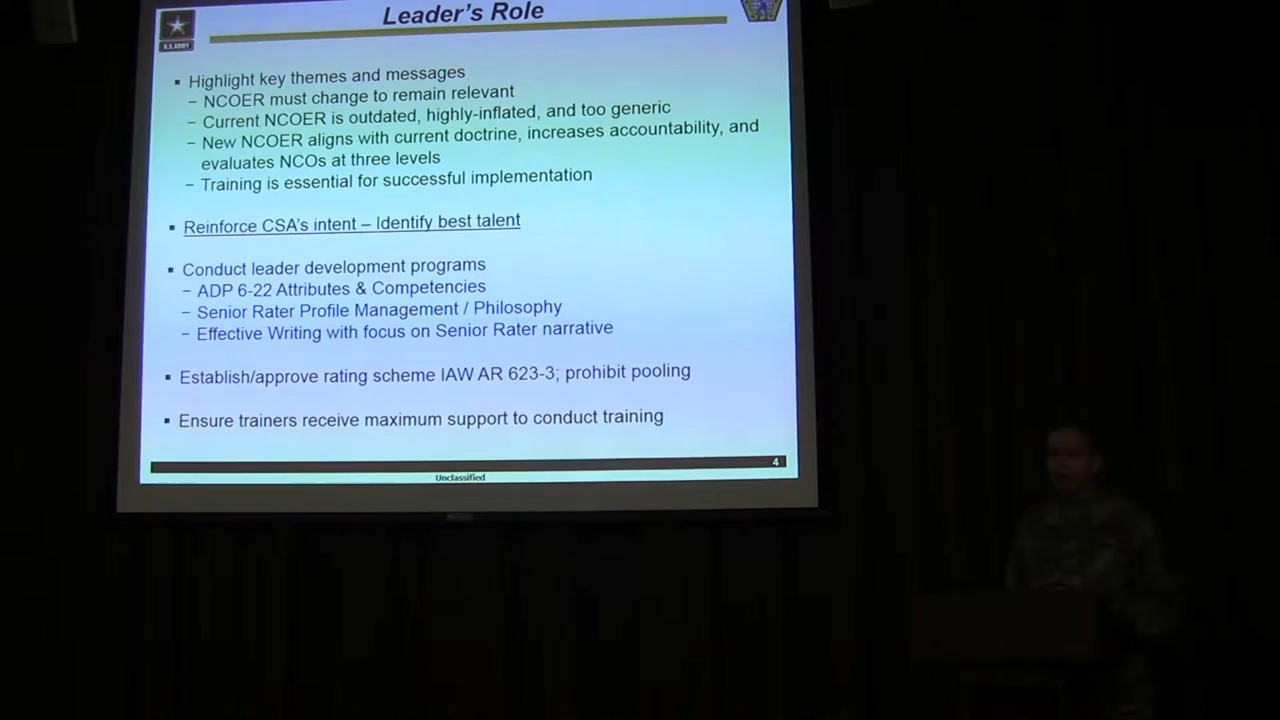 Leader's Role
U.S.ARMY
▪ Highlight key themes and messages
– NCOER must change to remain relevant
– Current NCOER is outdated, highly-inflated, and too generic
– New NCOER aligns with current doctrine, increases accountability, and
evaluates NCOs at three levels
– Training is essential for successful implementation
▪ Reinforce CSA's intent – Identify best talent
▪ Conduct leader development programs
– ADP 6-22 Attributes & Competencies
– Senior Rater Profile Management / Philosophy
– Effective Writing with focus on Senior Rater narrative
▪ Establish/approve rating scheme IAW AR 623-3; prohibit pooling
▪ Ensure trainers receive maximum support to conduct training
4
Unclassified